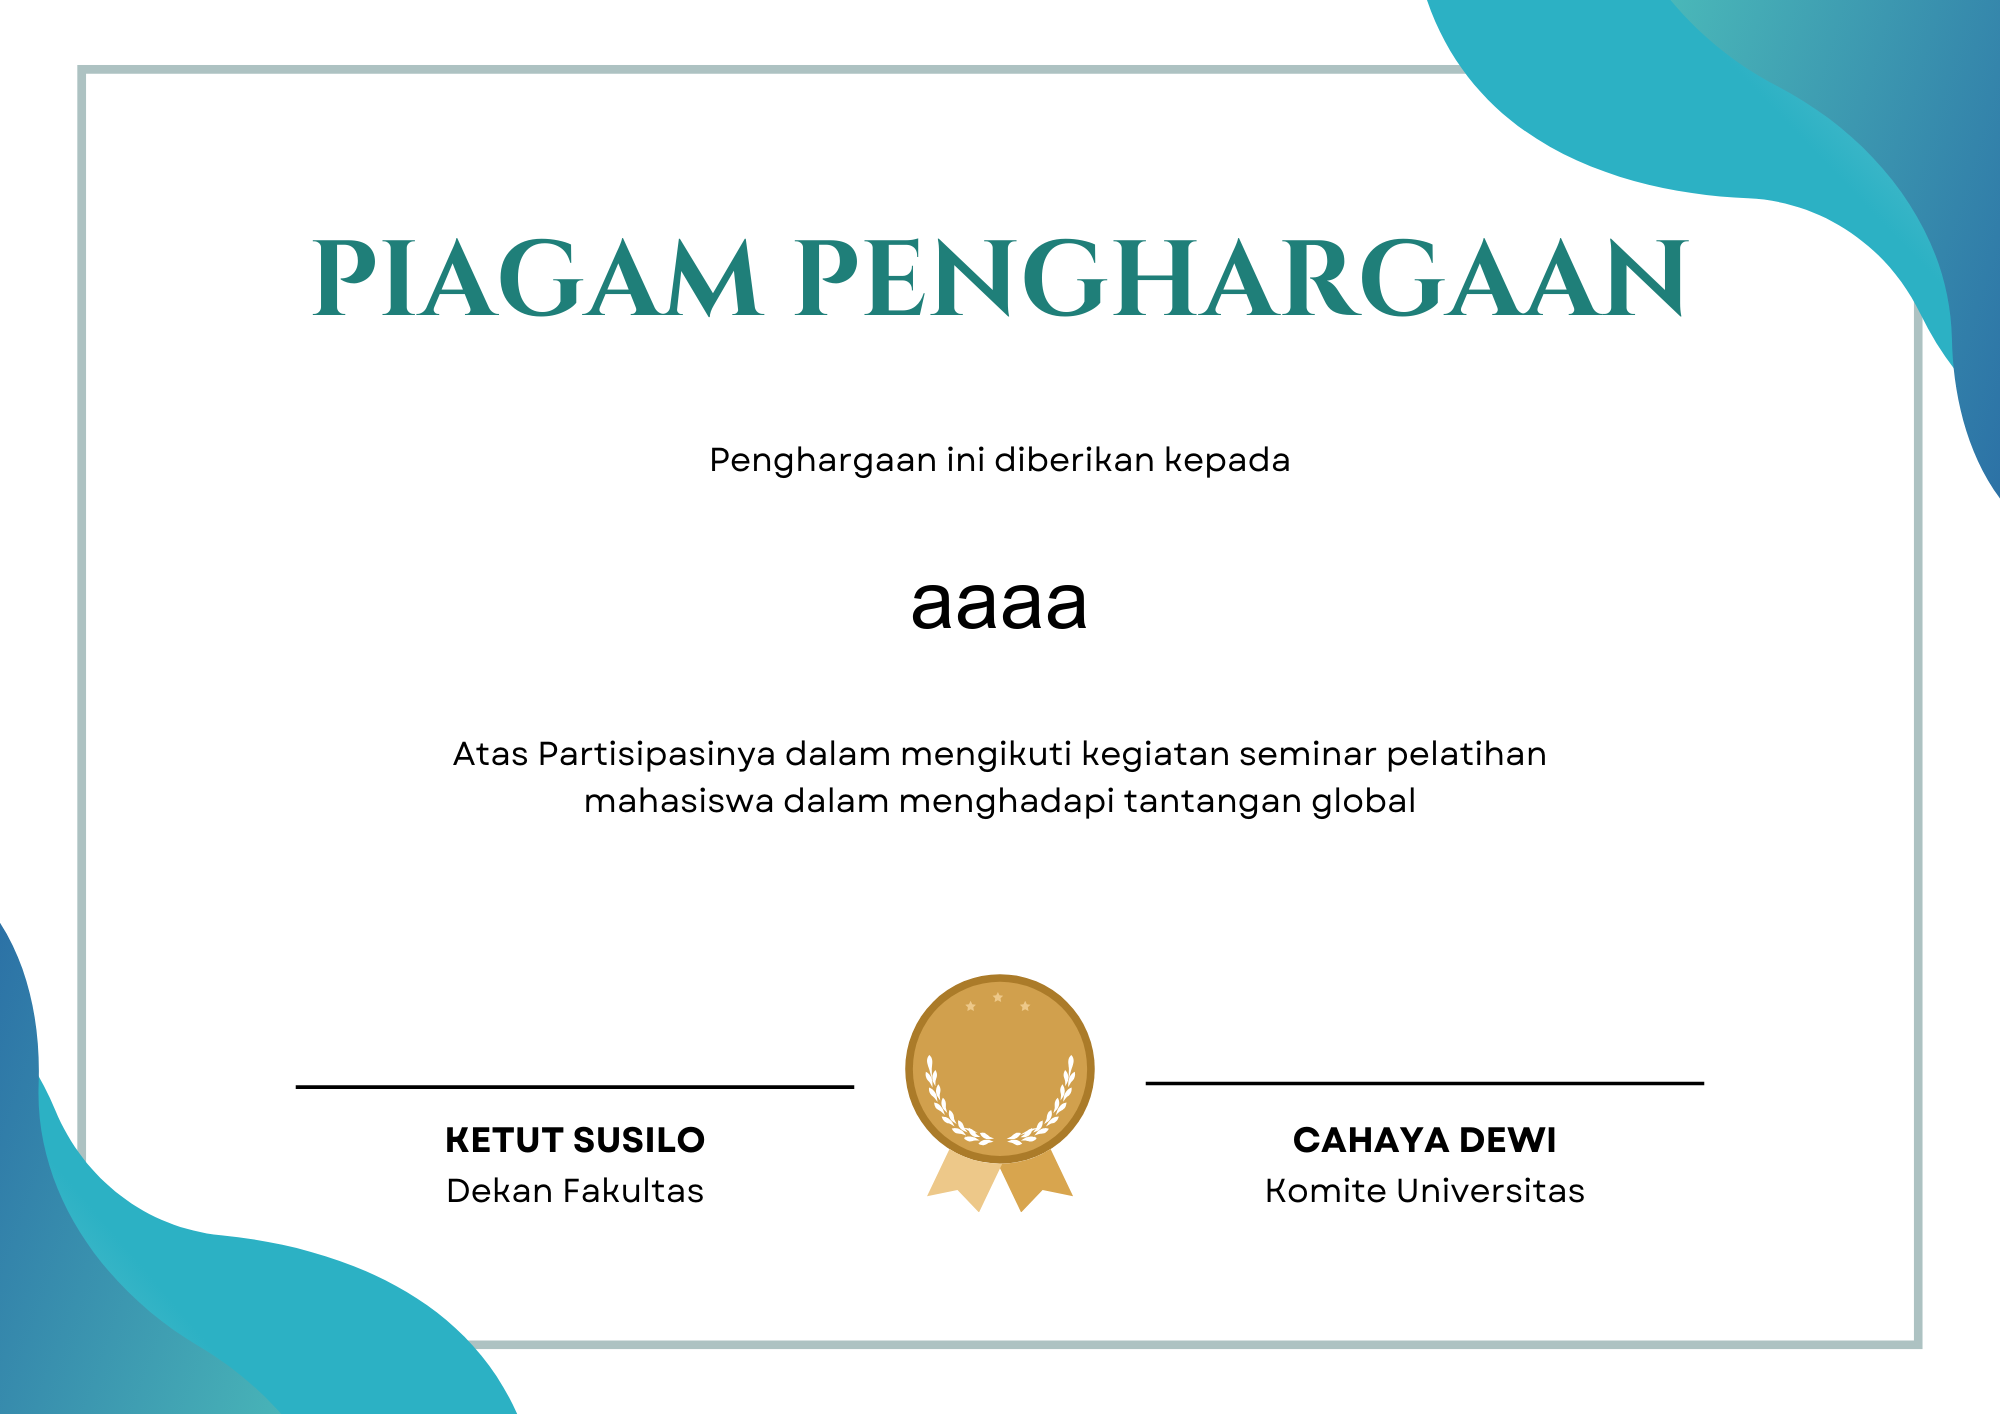 PIAGAM PENGHARGAAN
Penghargaan ini diberikan kepada
aaaa
Atas Partisipasinya dalam mengikuti kegiatan seminar pelatihan
mahasiswa dalam menghadapi tantangan global
KETUT SUSILO
Dekan Fakultas
CAHAYA DEWI
Komite Universitas